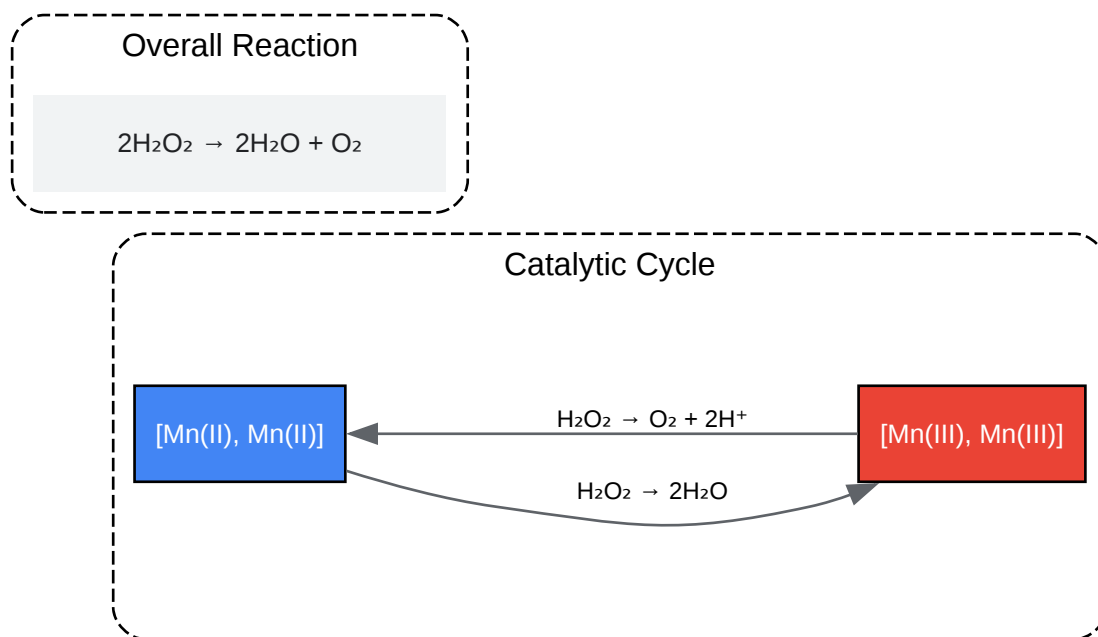 Overall Reaction
2H₂O₂ → 2H₂O + O₂
Catalytic Cycle
H₂O₂ → O₂ + 2H⁺
[Mn(II), Mn(II)]
[Mn(III), Mn(III)]
H₂O₂ → 2H₂O